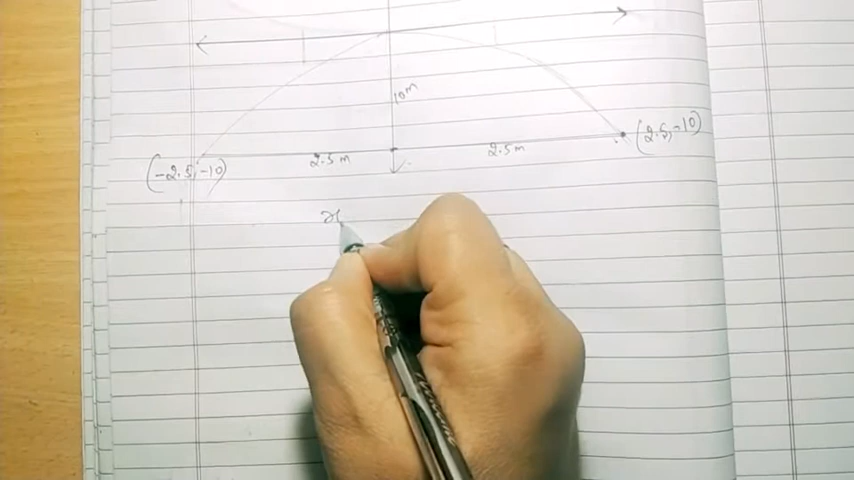 10m
(2.5, -10)
2.5 m 2.5 m
(-2.5, -10)
x